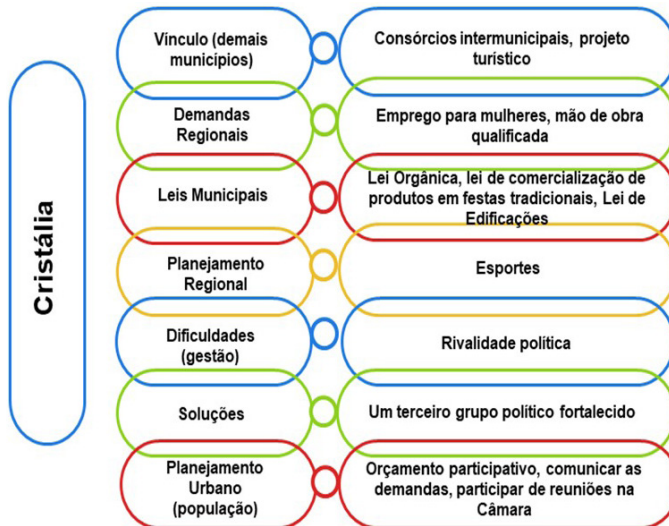 Cristália
Vínculo (demais
municípios)
Consórcios intermunicipais, projeto
turístico
Demandas
Regionais
Emprego para mulheres, mão de obra
qualificada
Leis Municipais
Lei Orgânica, lei de comercialização de
produtos em festas tradicionais, Lei de
Edificações
Planejamento
Regional
Esportes
Dificuldades
(gestão)
Rivalidade política
Soluções
Um terceiro grupo político fortalecido
Planejamento
Urbano
(população)
Orçamento participativo, comunicar as
demandas, participar de reuniões na
Câmara